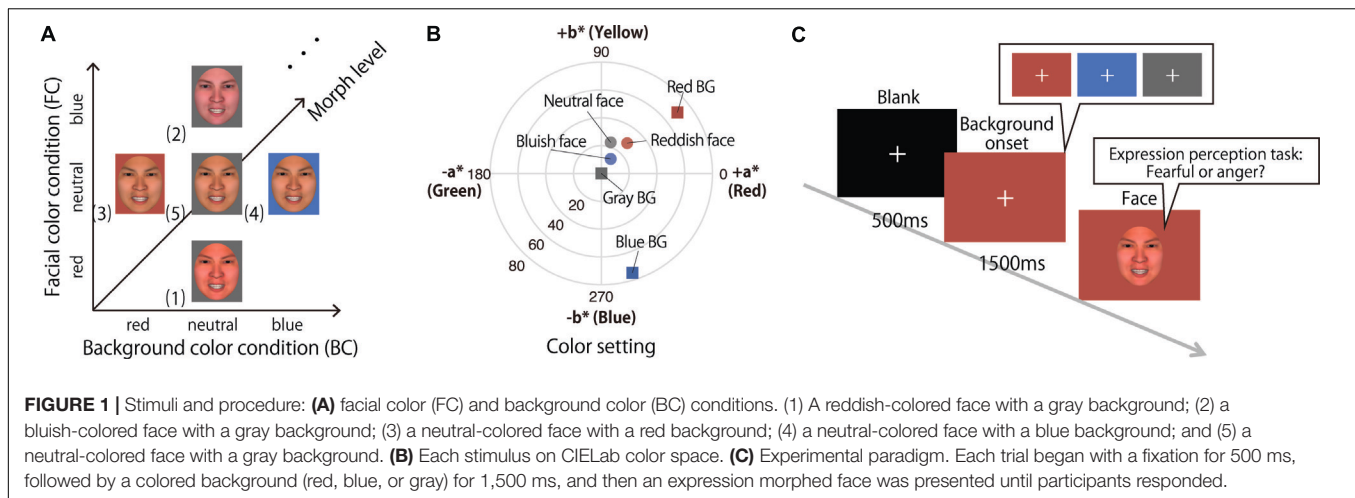 A
Facial color condition (FC)
blue
neutral
red
(2)
(3)
(5)
(4)
(1)
Morph level
red
neutral
blue
Background color condition (BC)
B
+b* (Yellow)
90
Red BG
Neutral face
Bluish face
Reddish face
-a*
(Green)
180
0
+a*
(Red)
Gray BG
20
40
60
80
Blue BG
270
-b* (Blue)
Color setting
C
Blank
500ms
Background
onset
1500ms
Expression perception task:
Fearful or anger?
Face
FIGURE 1 | Stimuli and procedure: (A) facial color (FC) and background color (BC) conditions. (1) A reddish-colored face with a gray background; (2) a
bluish-colored face with a gray background; (3) a neutral-colored face with a red background; (4) a neutral-colored face with a blue background; and (5) a
neutral-colored face with a gray background. (B) Each stimulus on CIELab color space. (C) Experimental paradigm. Each trial began with a fixation for 500 ms,
followed by a colored background (red, blue, or gray) for 1,500 ms, and then an expression morphed face was presented until participants responded.